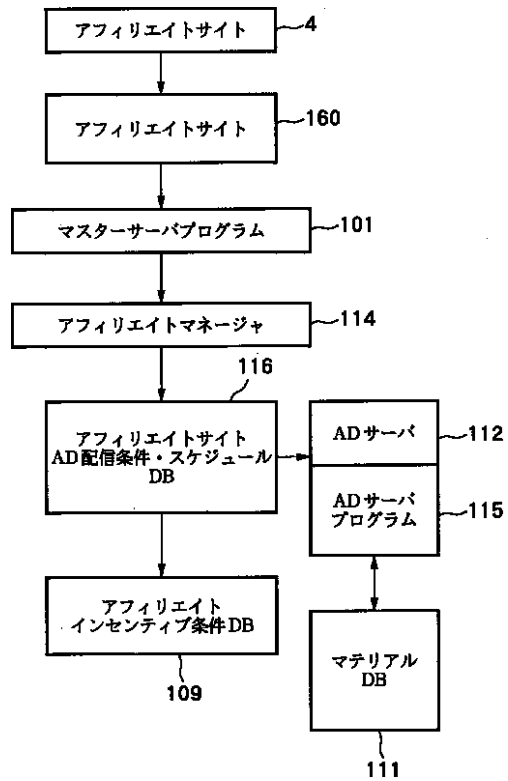 アフィリエイトサイト
4
アフィリエイトサイト
160
マスターサーバプログラム
101
アフィリエイトマネージャ
114
116
アフィリエイトサイト
AD配信条件・スケジュール
DB
ADサーバ
112
ADサーバ
プログラム
115
アフィリエイト
インセンティブ条件DB
109
マテリアル
DB
111